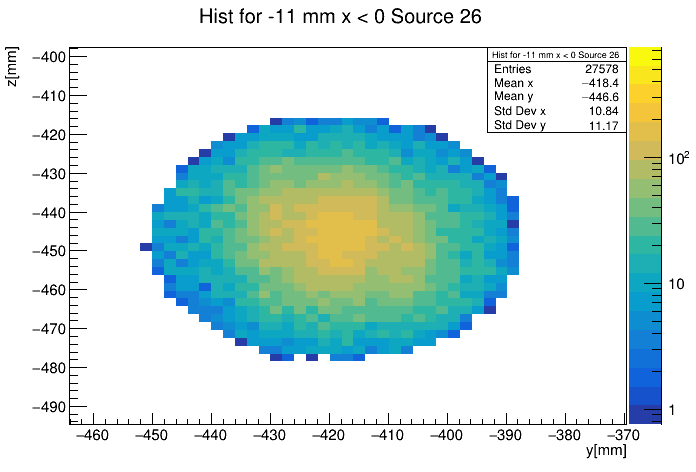 Hist for -11 mm x < 0 Source 26
z[mm]
−400
−410
−420
−430
−440
−450
−460
−470
−480
−490
Hist for -11 mm x < 0 Source 26
Entries 27578
Mean x −418.4
Mean y −446.6
Std Dev x 10.84
Std Dev y 11.17
10²
10
1
−460 −450 −440 −430 −420 −410 −400 −390 −380 −370
y[mm]